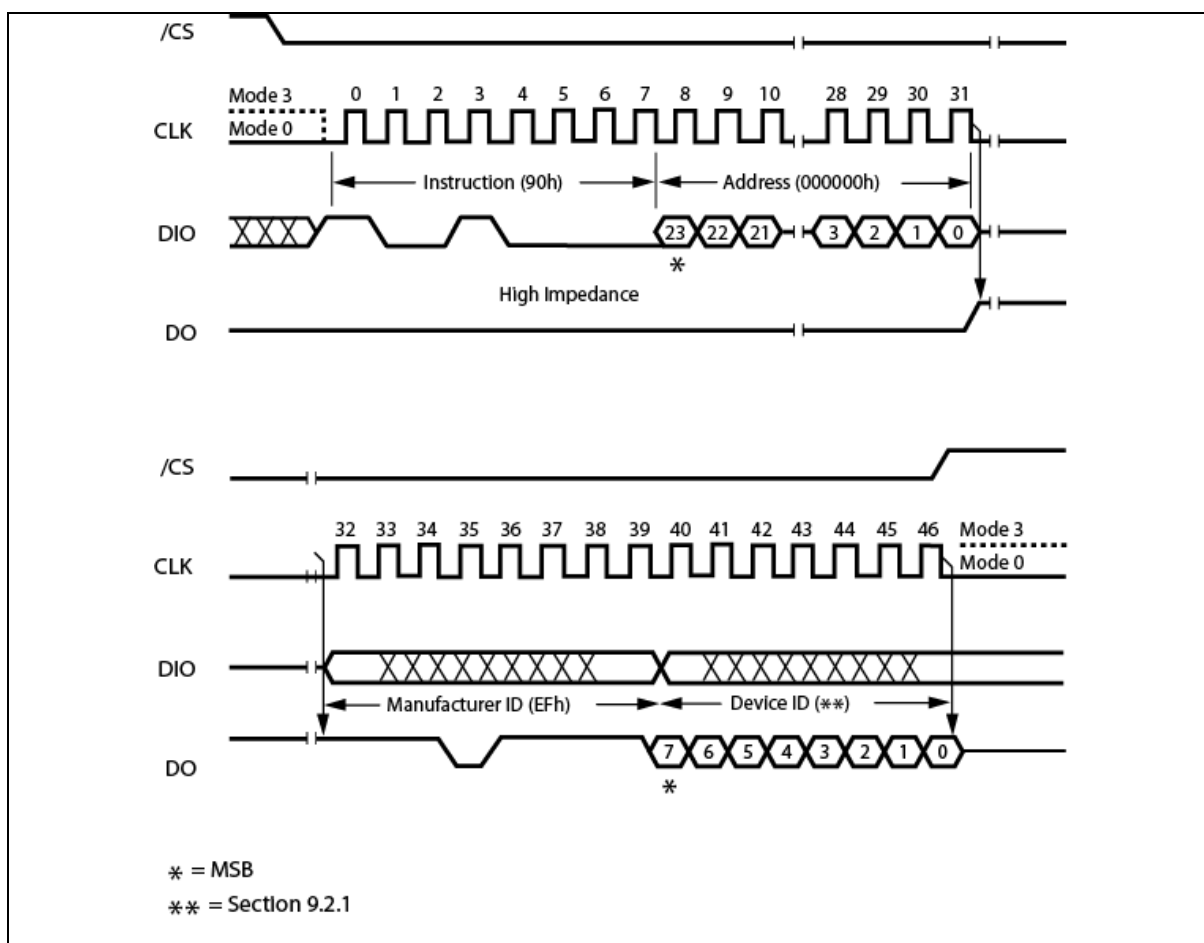 /CS
0 1 2 3 4 5 6 7 8 9 10 28 29 30 31
Mode 3
CLK
Mode 0
Instruction (90h) Address (000000h)
DIO 23 22 21 3 2 1 0
*
High Impedance
DO
/CS
32 33 34 35 36 37 38 39 40 41 42 43 44 45 46
Mode 3
CLK
Mode 0
DIO
Manufacturer ID (EFh) Device ID (**)
DO 7 6 5 4 3 2 1 0
*
* = MSB
** = Section 9.2.1